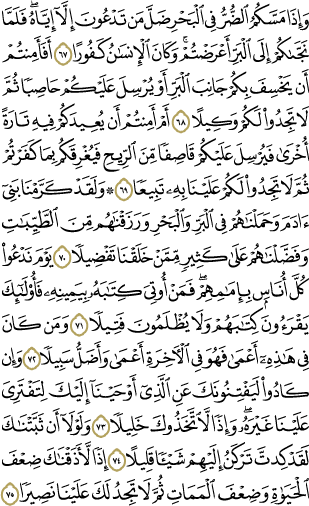 وَإِذَا مَسَّكُمُ ٱلضُّرُّ فِى ٱلْبَحْرِ ضَلَّ مَن تَدْعُونَ إِلَّآ إِيَّاهُ ۖ فَلَمَّا
نَجَّىٰكُمْ إِلَى ٱلْبَرِّ أَعْرَضْتُمْ ۚ وَكَانَ ٱلْإِنسَٰنُ كَفُورًا ٦٧ أَفَأَمِنتُمْ
أَن يَخْسِفَ بِكُمْ جَانِبَ ٱلْبَرِّ أَوْ يُرْسِلَ عَلَيْكُمْ حَاصِبًا ثُمَّ
لَا تَجِدُوا۟ لَكُمْ وَكِيلًا ٦٨ أَمْ أَمِنتُمْ أَن يُعِيدَكُمْ فِيهِ تَارَةً
أُخْرَىٰ فَيُرْسِلَ عَلَيْكُمْ قَاصِفًا مِّنَ ٱلرِّيحِ فَيُغْرِقَكُم بِمَا كَفَرْتُمْ
ثُمَّ لَا تَجِدُوا۟ لَكُمْ عَلَيْنَا بِهِۦ تَبِيعًا ٦٩ ۞ وَلَقَدْ كَرَّمْنَا بَنِىٓ
ءَادَمَ وَحَمَلْنَٰهُمْ فِى ٱلْبَرِّ وَٱلْبَحْرِ وَرَزَقْنَٰهُم مِّنَ ٱلطَّيِّبَٰتِ
وَفَضَّلْنَٰهُمْ عَلَىٰ كَثِيرٍ مِّمَّنْ خَلَقْنَا تَفْضِيلًا ٧٠ يَوْمَ نَدْعُوا۟
كُلَّ أُنَاسٍۭ بِإِمَٰمِهِمْ ۖ فَمَنْ أُوتِىَ كِتَٰبَهُۥ بِيَمِينِهِۦ فَأُو۟لَٰٓئِكَ
يَقْرَءُونَ كِتَٰبَهُمْ وَلَا يُظْلَمُونَ فَتِيلًا ٧١ وَمَن كَانَ
فِى هَٰذِهِۦٓ أَعْمَىٰ فَهُوَ فِى ٱلْءَاخِرَةِ أَعْمَىٰ وَأَضَلُّ سَبِيلًا ٧٢ وَإِن
كَادُوا۟ لَيَفْتِنُونَكَ عَنِ ٱلَّذِىٓ أَوْحَيْنَآ إِلَيْكَ لِتَفْتَرِىَ
عَلَيْنَا غَيْرَهُۥ ۖ وَإِذًا لَّٱتَّخَذُوكَ خَلِيلًا ٧٣ وَلَوْلَآ أَن ثَبَّتْنَٰكَ
لَقَدْ كِدتَّ تَرْكَنُ إِلَيْهِمْ شَيْـًٔا قَلِيلًا ٧٤ إِذًا لَّأَذَقْنَٰكَ ضِعْفَ
ٱلْحَيَوٰةِ وَضِعْفَ ٱلْمَمَاتِ ثُمَّ لَا تَجِدُ لَكَ عَلَيْنَا نَصِيرًا ٧٥